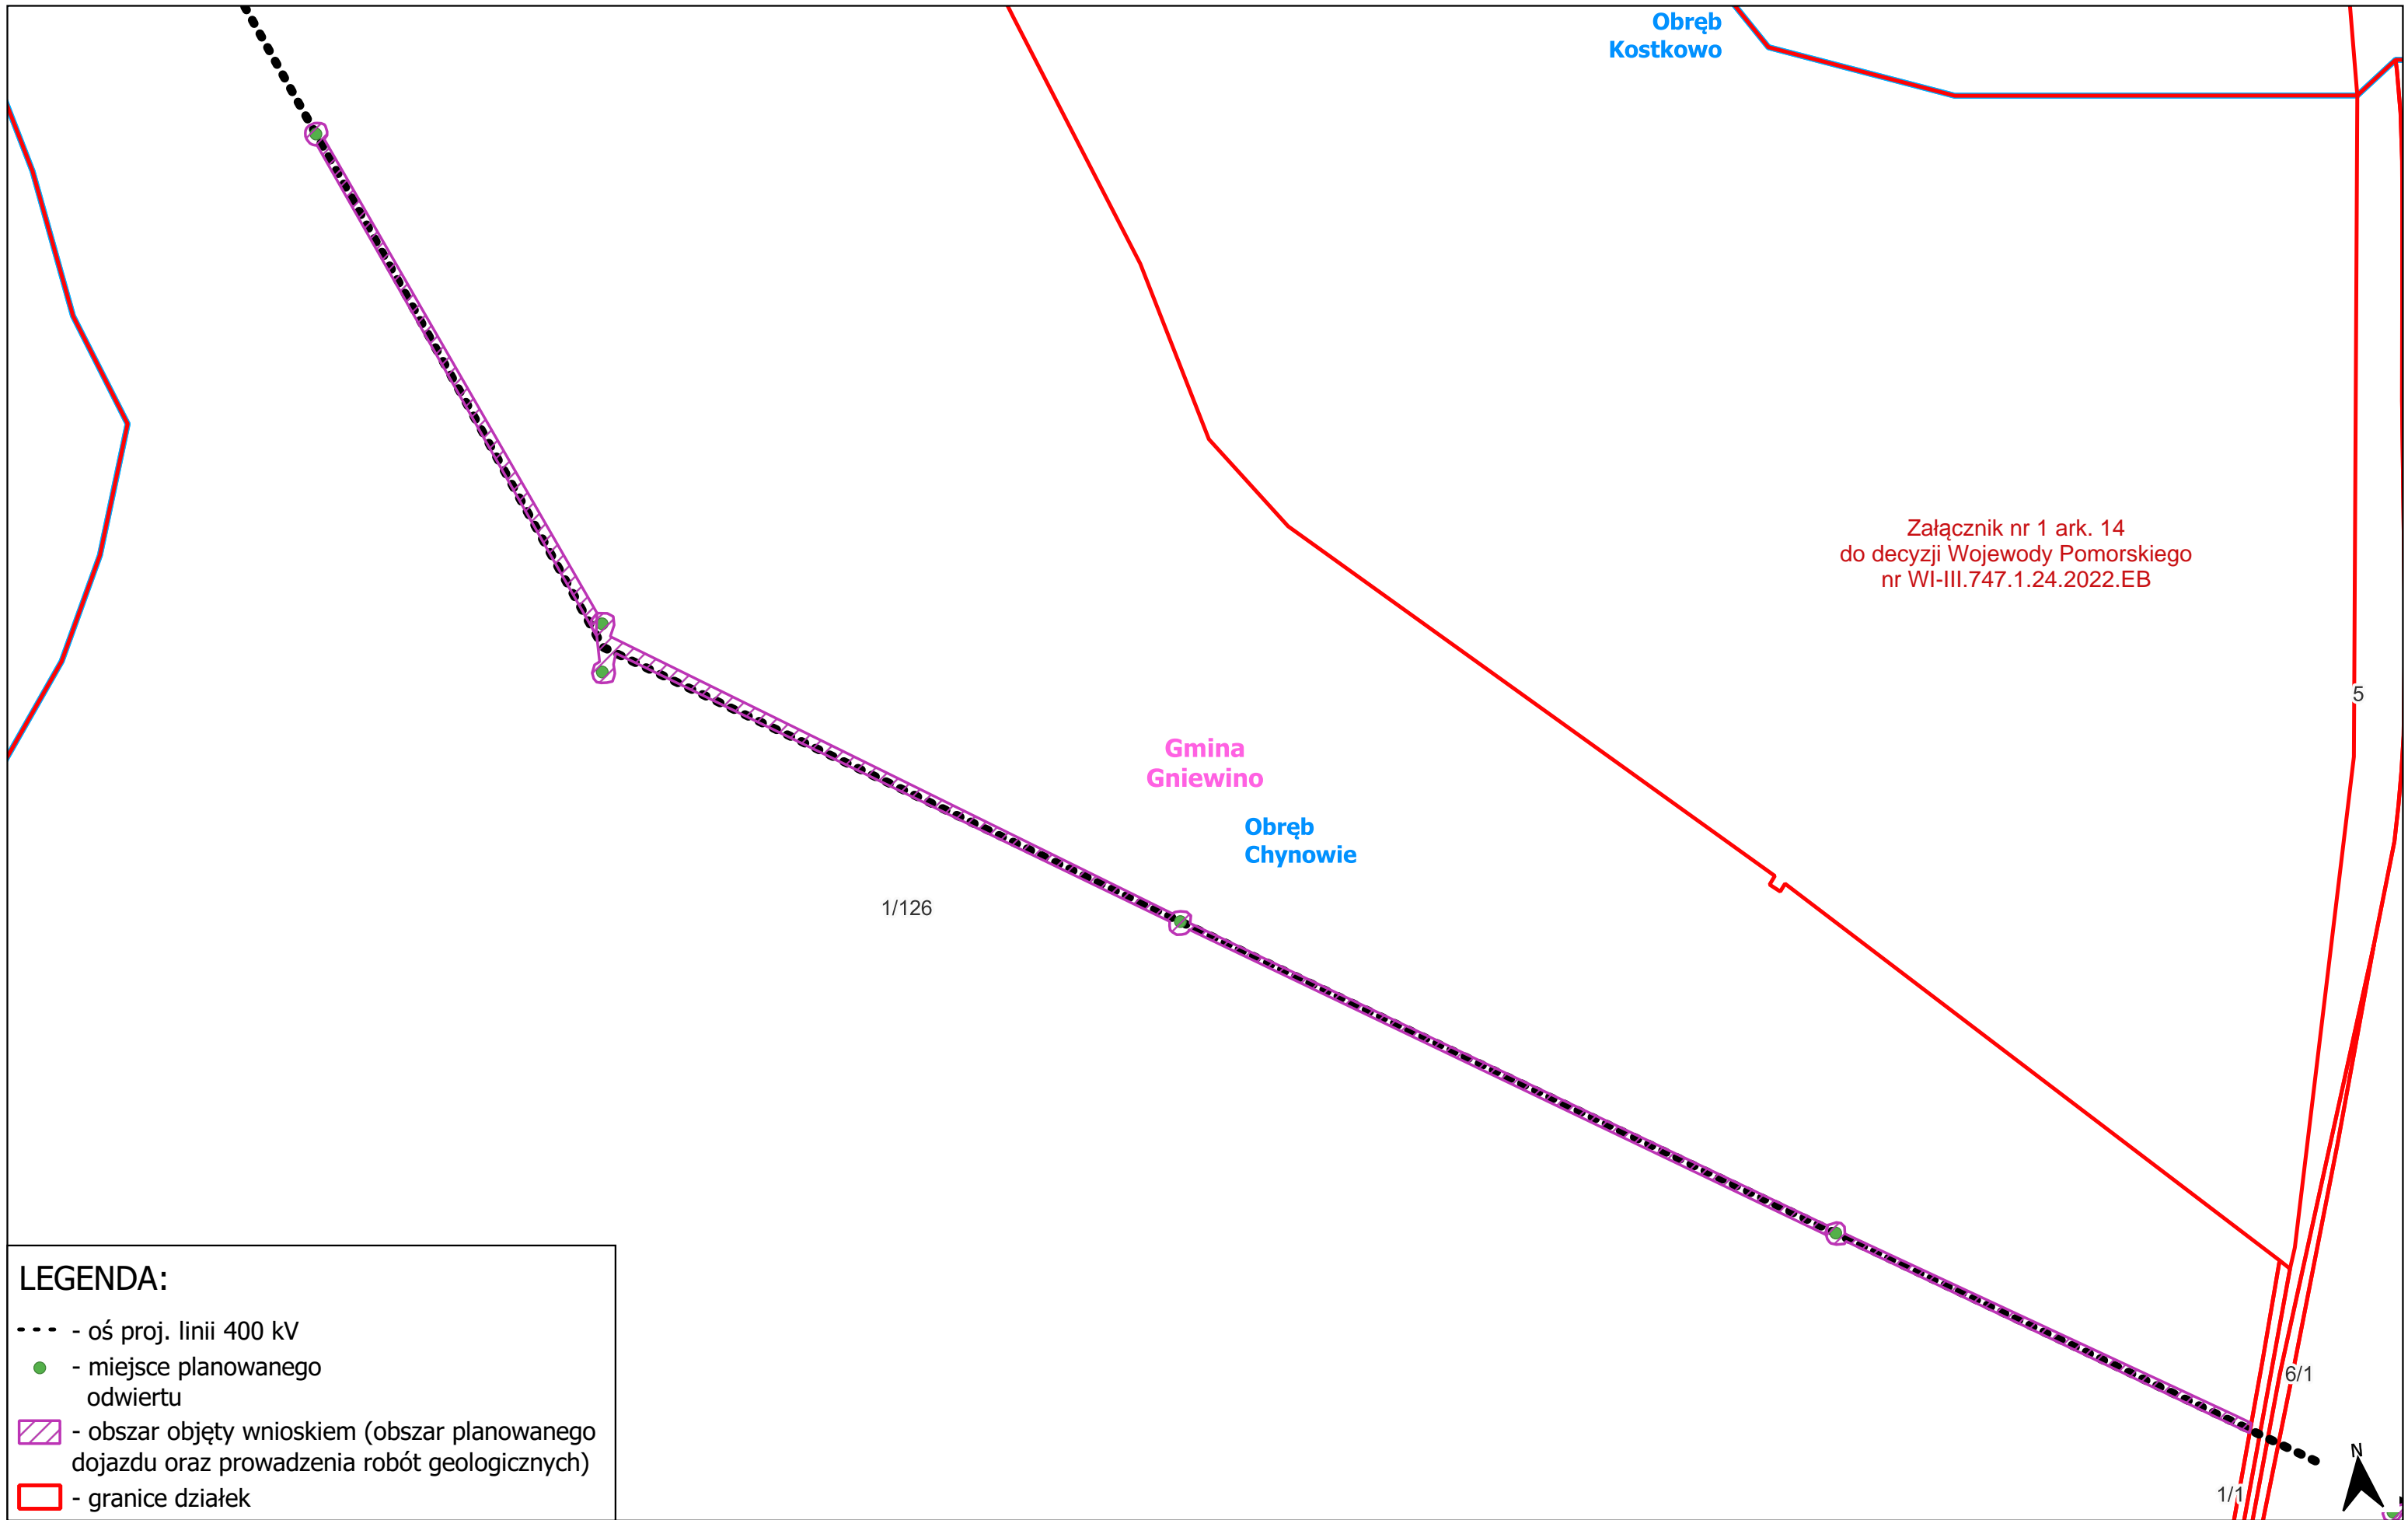 Obręb
Kostkowo
Załącznik nr 1 ark. 14
do decyzji Wojewody Pomorskiego
nr WI-III.747.1.24.2022.EB
5
Gmina
Gniewino
Obręb
Chynowie
1/126
6/1
1/1
N
LEGENDA:
- oś proj. linii 400 kV
- miejsce planowanego
odwiertu
- obszar objęty wnioskiem (obszar planowanego
dojazdu oraz prowadzenia robót geologicznych)
- granice działek